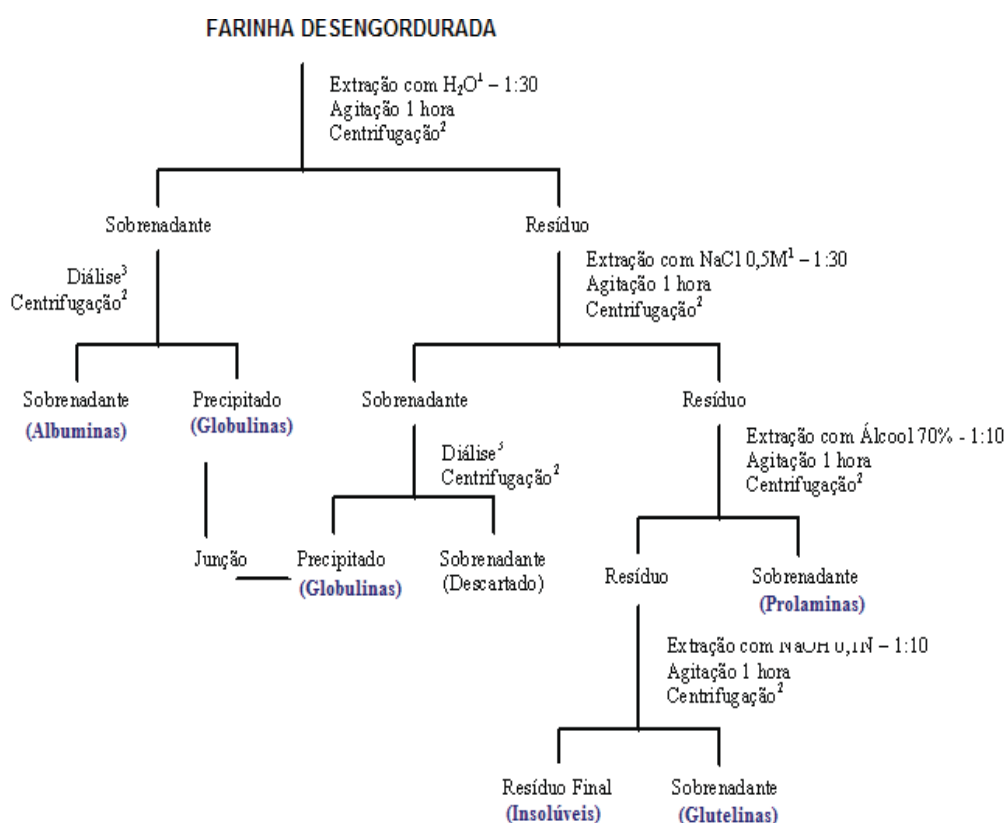 FARINHA DESENGORDURADA
Extração com H₂O¹ – 1:30
Agitação 1 hora
Centrifugação²
Sobrenadante
Resíduo
Diálise³
Centrifugação²
Extração com NaCl 0,5M¹ – 1:30
Agitação 1 hora
Centrifugação²
Sobrenadante
(Albuminas)
Precipitado
(Globulinas)
Sobrenadante
Resíduo
Diálise³
Centrifugação²
Extração com Álcool 70% - 1:10
Agitação 1 hora
Centrifugação²
Junção
Precipitado
(Globulinas)
Sobrenadante
(Descartado)
Resíduo
Sobrenadante
(Prolaminas)
Extração com NaOH 0,1N – 1:10
Agitação 1 hora
Centrifugação²
Resíduo Final
(Insolúveis)
Sobrenadante
(Glutelinas)